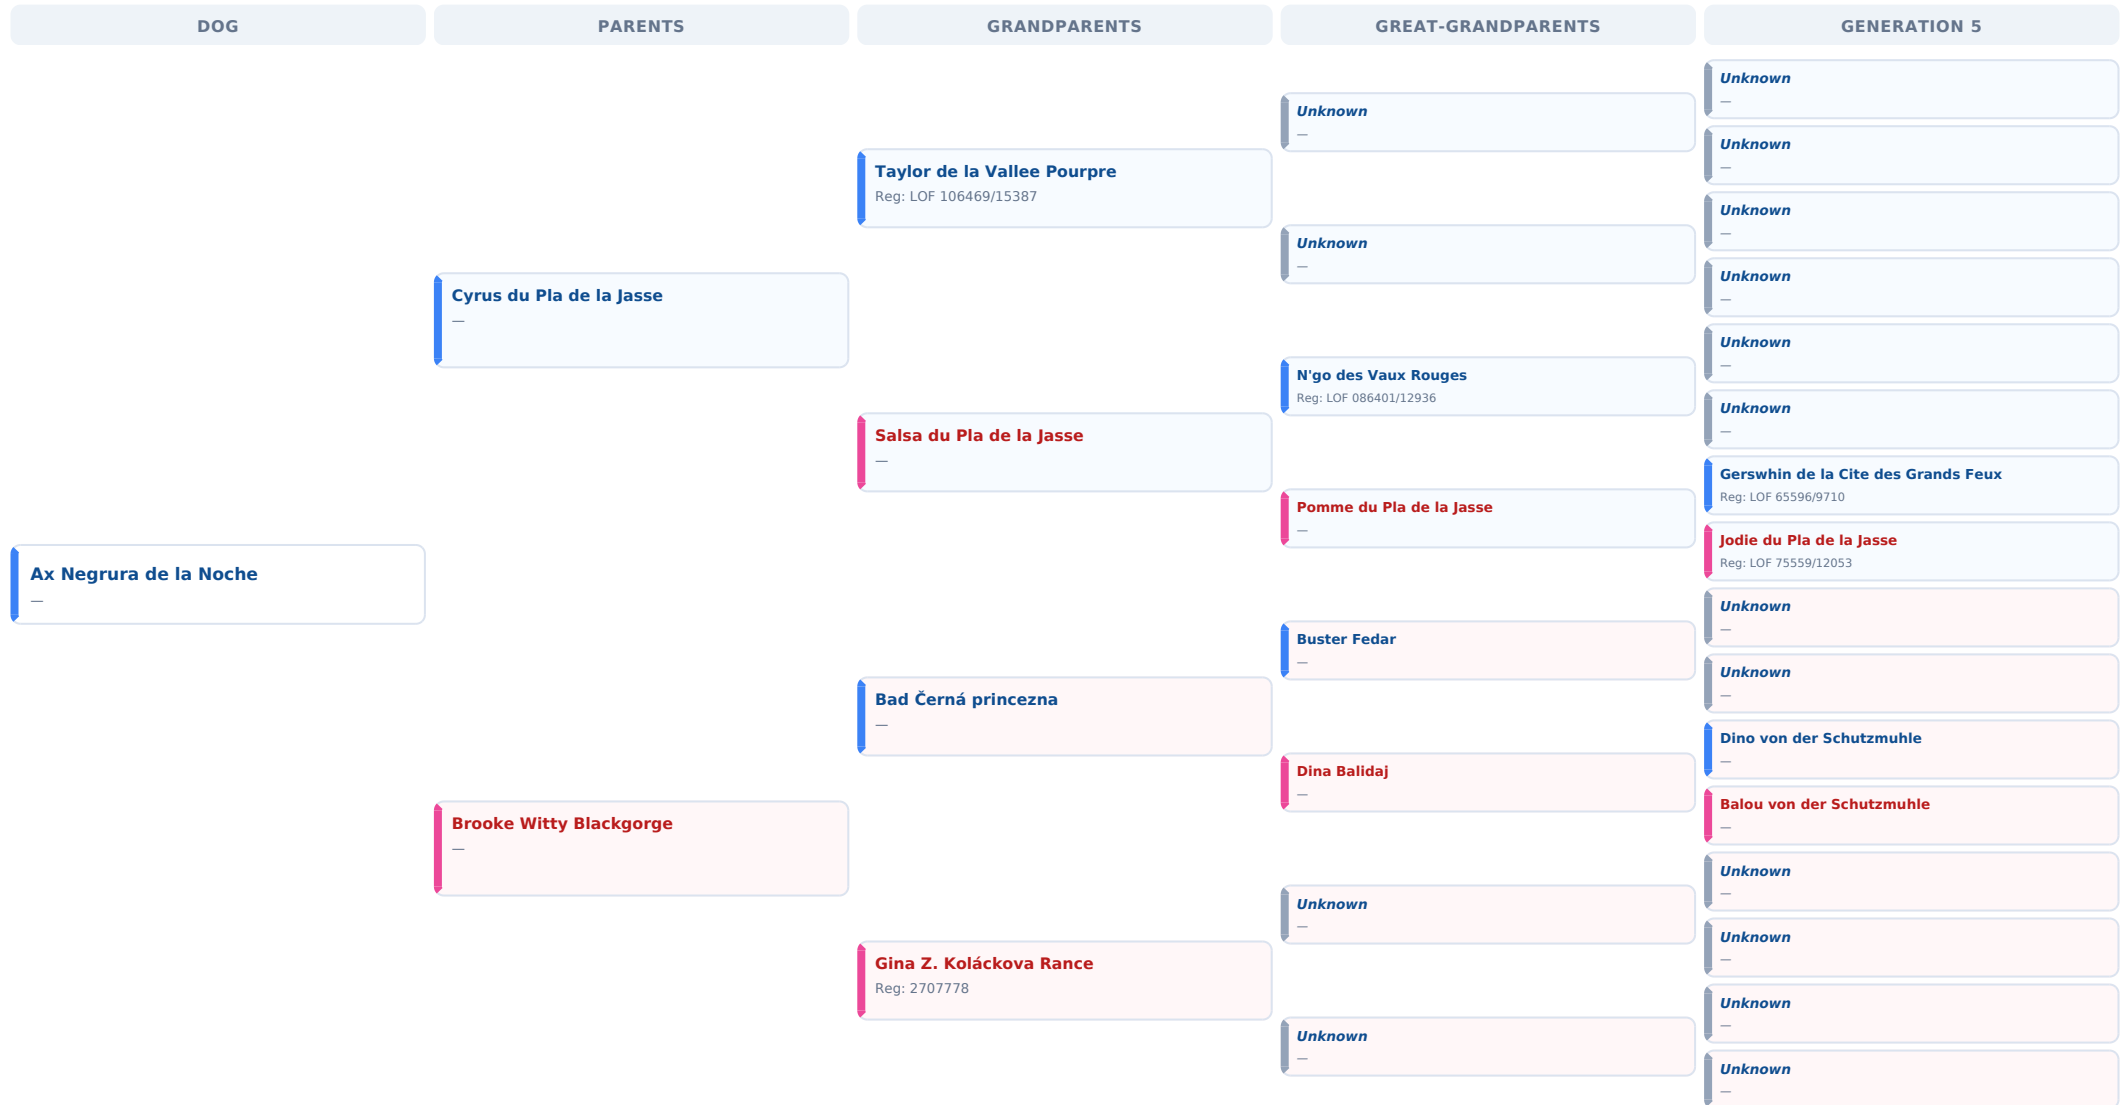 DOG
PARENTS
GRANDPARENTS
GREAT-GRANDPARENTS
GENERATION 5
Ax Negrura de la Noche
—
Cyrus du Pla de la Jasse
—
Brooke Witty Blackgorge
—
Taylor de la Vallee Pourpre
Reg: LOF 106469/15387
Salsa du Pla de la Jasse
—
Bad Černá princezna
—
Gina Z. Koláckova Rance
Reg: 2707778
Unknown
—
Unknown
—
N'go des Vaux Rouges
Reg: LOF 086401/12936
Pomme du Pla de la Jasse
—
Buster Fedar
—
Dina Balidaj
—
Unknown
—
Unknown
—
Unknown
—
Unknown
—
Unknown
—
Unknown
—
Unknown
—
Unknown
—
Gerswhin de la Cite des Grands Feux
Reg: LOF 65596/9710
Jodie du Pla de la Jasse
Reg: LOF 75559/12053
Unknown
—
Unknown
—
Dino von der Schutzmuhle
—
Balou von der Schutzmuhle
—
Unknown
—
Unknown
—
Unknown
—
Unknown
—